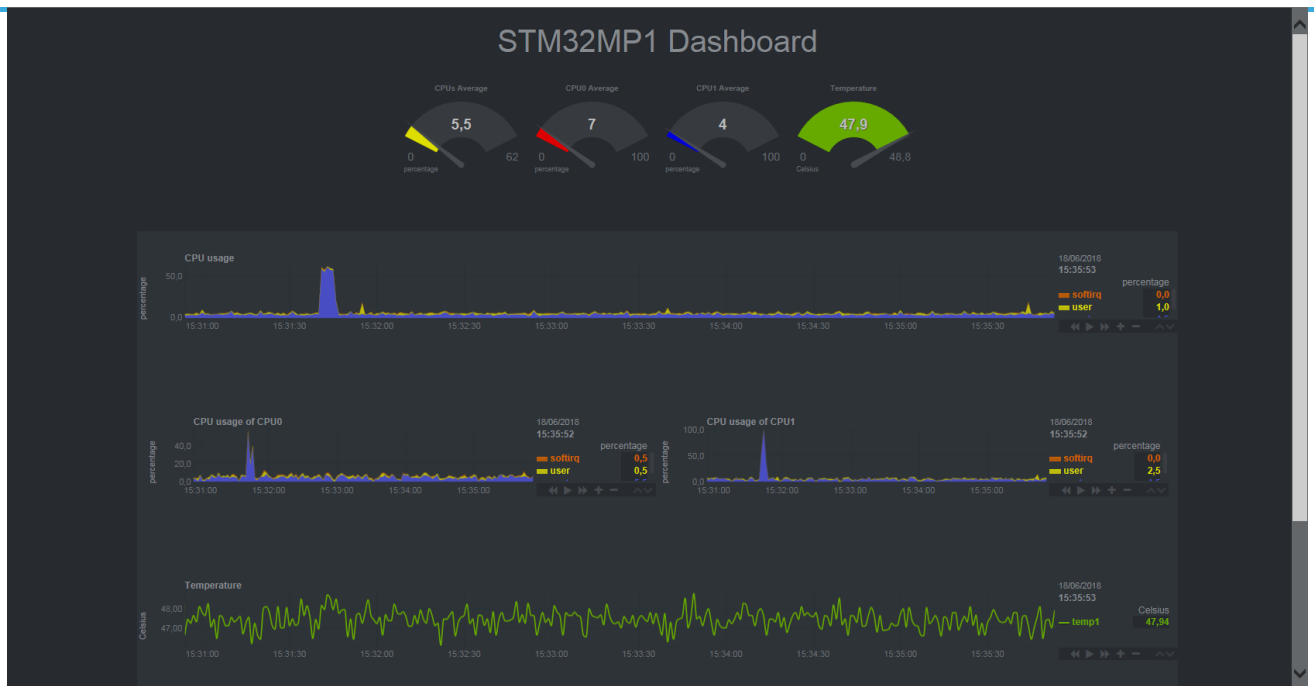 STM32MP1 Dashboard
CPUs Average
5,5
0
62
percentage
CPU0 Average
7
0
100
percentage
CPU1 Average
4
0
100
percentage
Temperature
47,9
0
48,8
Celsius
CPU usage
18/06/2018
15:35:53
percentage
percentage
50,0
0,0
softirq 0,0
user 1,0
15:31:00 15:31:30 15:32:00 15:32:30 15:33:00 15:33:30 15:34:00 15:34:30 15:35:00 15:35:30
CPU usage of CPU0
18/06/2018
15:35:52
percentage
percentage
40,0
20,0
0,0
softirq 0,5
user 0,5
15:31:00 15:32:00 15:33:00 15:34:00 15:35:00
CPU usage of CPU1
18/06/2018
15:35:52
percentage
percentage
100,0
50,0
0,0
softirq 0,0
user 2,5
15:31:00 15:32:00 15:33:00 15:34:00 15:35:00
Temperature
18/06/2018
15:35:53
Celsius
Celsius
48,00
47,00
temp1 47,94
15:31:00 15:31:30 15:32:00 15:32:30 15:33:00 15:33:30 15:34:00 15:34:30 15:35:00 15:35:30